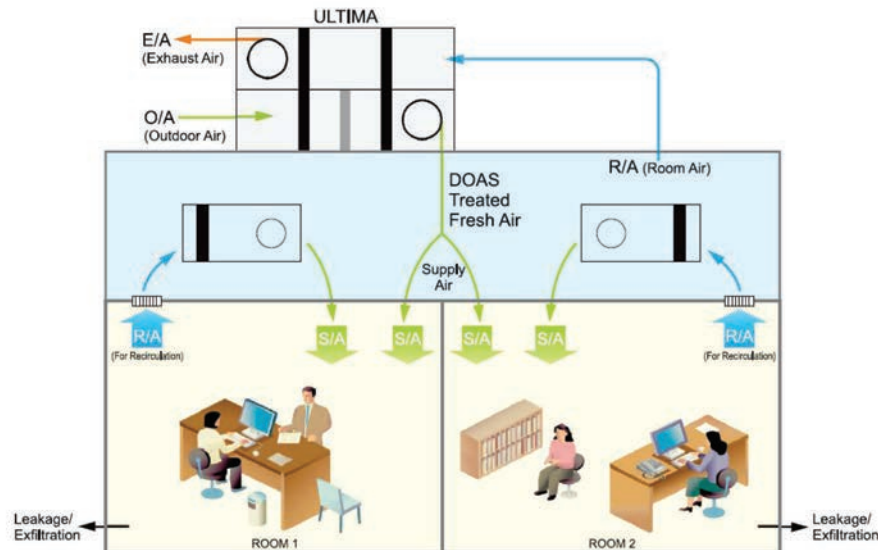 ULTIMA
E/A
(Exhaust Air)
O/A
(Outdoor Air)
R/A (Room Air)
DOAS
Treated
Fresh Air
Supply
Air
R/A
(For Recirculation)
S/A
S/A
S/A
S/A
R/A
(For Recirculation)
Leakage/
Exfiltration
ROOM 1
ROOM 2
Leakage/
Exfiltration